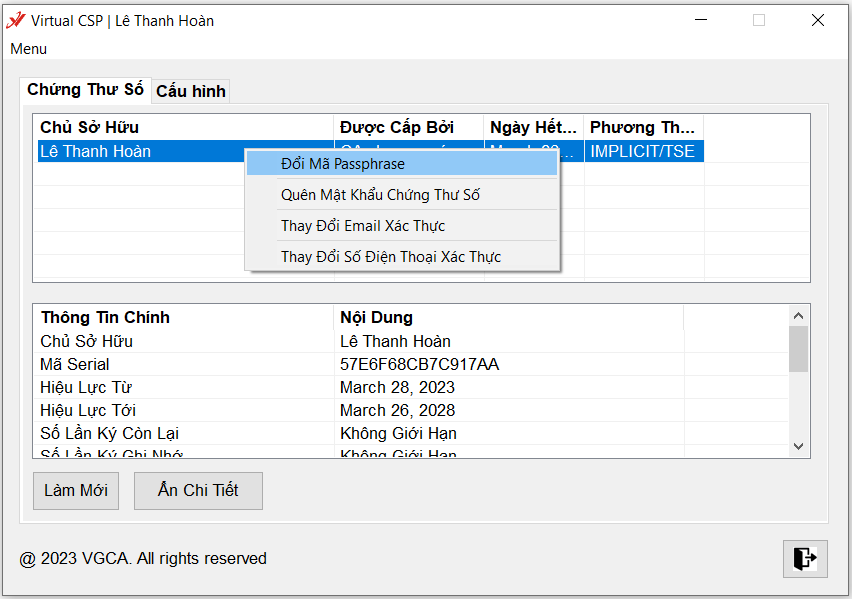 Virtual CSP | Lê Thanh Hoàn
Menu
Chứng Thư Số Cấu hình
Chủ Sở Hữu Được Cấp Bởi Ngày Hết... Phương Th...
Lê Thanh Hoàn IMPLICIT/TSE
Đổi Mã Passphrase
Quên Mật Khẩu Chứng Thư Số
Thay Đổi Email Xác Thực
Thay Đổi Số Điện Thoại Xác Thực
Thông Tin Chính Nội Dung
Chủ Sở Hữu Lê Thanh Hoàn
Mã Serial 57E6F68CB7C917AA
Hiệu Lực Từ March 28, 2023
Hiệu Lực Tới March 26, 2028
Số Lần Ký Còn Lại Không Giới Hạn
Số Lần Ký Ghi Nhớ Không Giới Hạn
Làm Mới Ẩn Chi Tiết
@ 2023 VGCA. All rights reserved